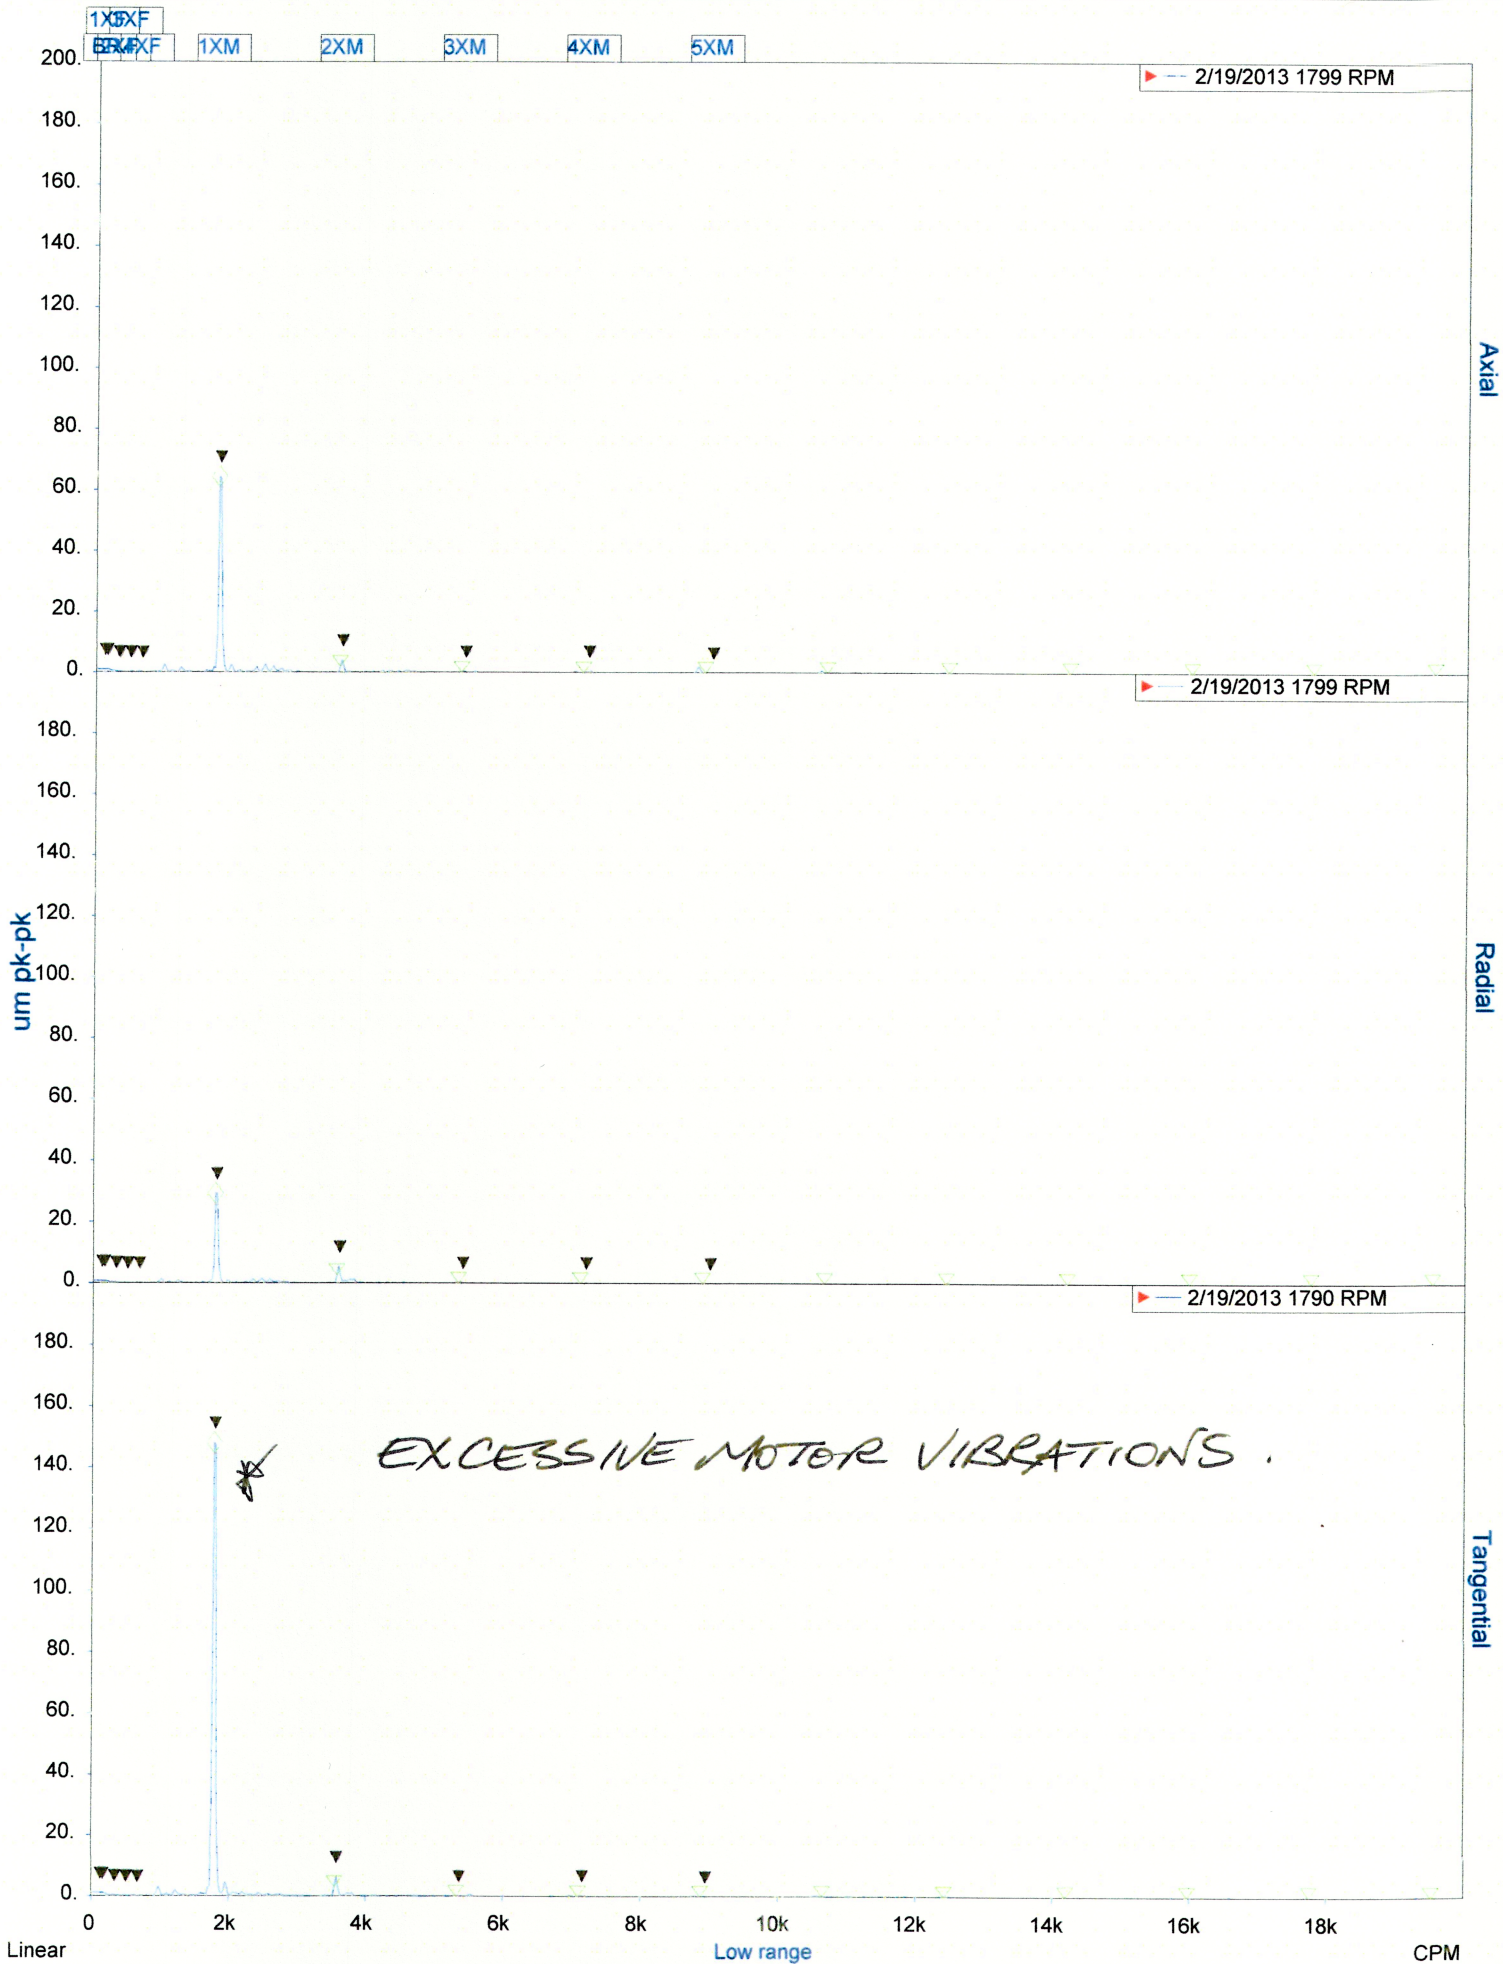 1XF 3XF
1XM 2XM 3XM 4XM 5XM
200.
2/19/2013 1799 RPM
180.
160.
140.
120.
100.
80.
60.
40.
20.
0.
Axial
2/19/2013 1799 RPM
180.
160.
140.
120.
100.
80.
60.
40.
20.
0.
um pk-pk
Radial
2/19/2013 1790 RPM
180.
160.
140.
120.
100.
80.
60.
40.
20.
0.
EXCESSIVE MOTOR VIBRATIONS.
Tangential
0 2k 4k 6k 8k 10k 12k 14k 16k 18k
Linear Low range CPM